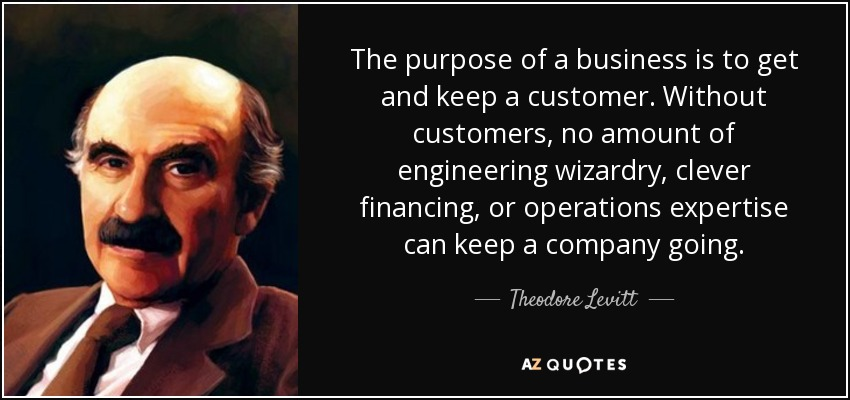 The purpose of a business is to get
and keep a customer. Without
customers, no amount of
engineering wizardry, clever
financing, or operations expertise
can keep a company going.
Theodore Levitt
AZ QUOTES